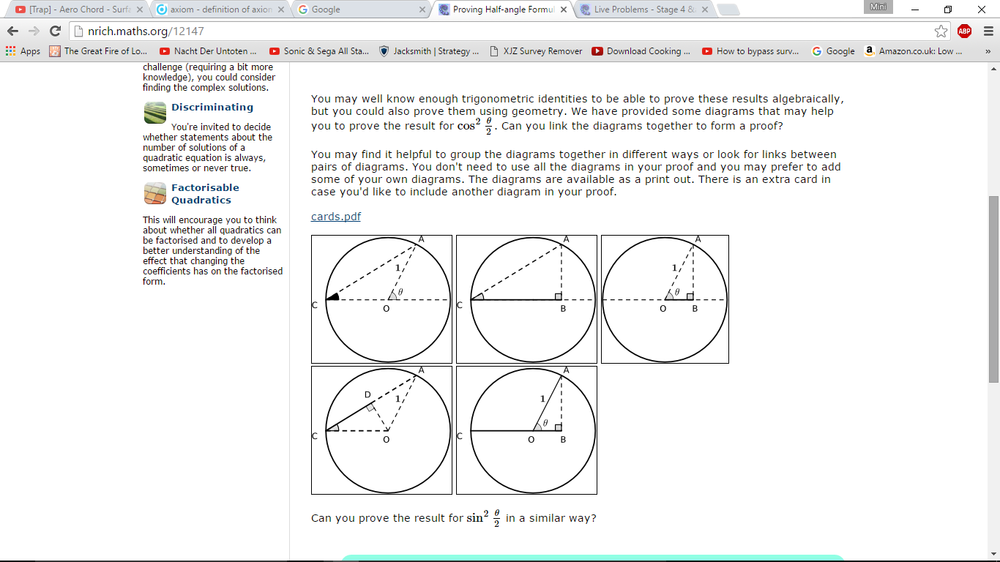 [Trap] - Aero Chord - Surfa
axiom - definition of axiom
Google
Proving Half-angle Formul
Live Problems - Stage 4 &
Mini
nrich.maths.org/12147
ABP
Apps
The Great Fire of Lo...
Nacht Der Untoten ...
Sonic & Sega All Sta...
Jacksmith | Strategy ...
XJZ Survey Remover
Download Cooking ...
How to bypass surv...
Google
Amazon.co.uk: Low ...
»
challenge (requiring a bit more
knowledge), you could consider
finding the complex solutions.
Discriminating
You're invited to decide
whether statements about the
number of solutions of a
quadratic equation is always,
sometimes or never true.
Factorisable
Quadratics
This will encourage you to think
about whether all quadratics can
be factorised and to develop a
better understanding of the
effect that changing the
coefficients has on the factorised
form.
You may well know enough trigonometric identities to be able to prove these results algebraically,
but you could also prove them using geometry. We have provided some diagrams that may help
you to prove the result for cos² θ/2. Can you link the diagrams together to form a proof?
You may find it helpful to group the diagrams together in different ways or look for links between
pairs of diagrams. You don't need to use all the diagrams in your proof and you may prefer to add
some of your own diagrams. The diagrams are available as a print out. There is an extra card in
case you'd like to include another diagram in your proof.
cards.pdf
A
1
θ
C
O
A
C
B
A
1
θ
O
B
A
D
1
C
O
A
1
θ
C
O
B
Can you prove the result for sin² θ/2 in a similar way?